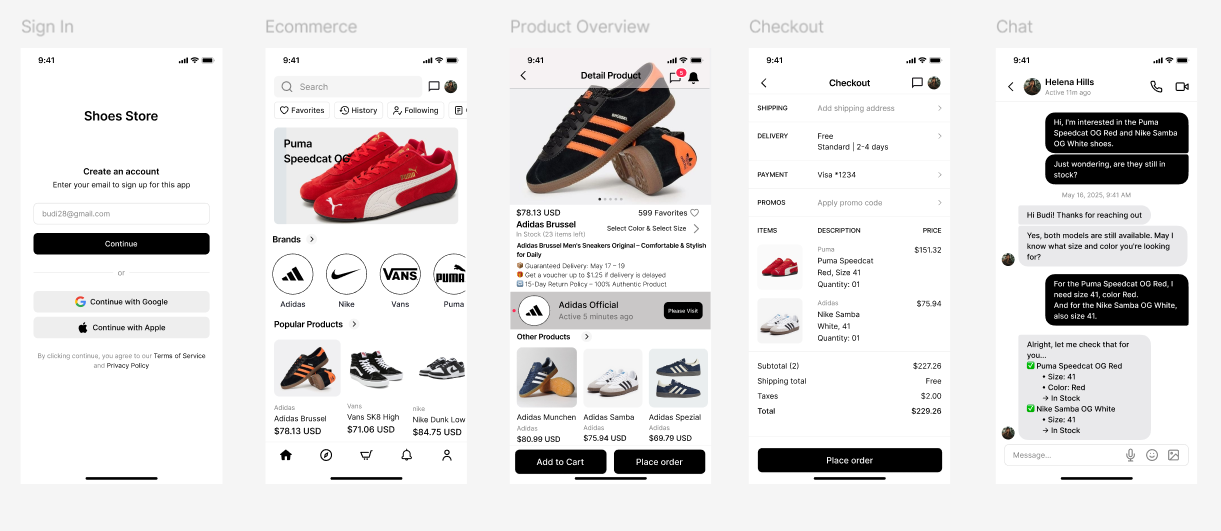 Sign In
9:41
Shoes Store
Create an account
Enter your email to sign up for this app
budi28@gmail.com
Continue
or
Continue with Google
Continue with Apple
By clicking continue, you agree to our Terms of Service
and Privacy Policy
Ecommerce
9:41
Search
Favorites
History
Following
Puma
Speedcat OG
Brands
VANS
PUMA
Adidas
Nike
Vans
Puma
Popular Products
Adidas
Adidas Brussel
$78.13 USD
Vans
Vans SK8 High
$71.06 USD
nike
Nike Dunk Low
$84.75 USD
Product Overview
9:41
Detail Product
5
$78.13 USD
599 Favorites
Adidas Brussel
Select Color & Select Size
In Stock (23 items left)
Adidas Brussel Men's Sneakers Original – Comfortable & Stylish
for Daily
Guaranteed Delivery: May 17 – 19
Get a voucher up to $1.25 if delivery is delayed
15-Day Return Policy – 100% Authentic Product
Adidas Official
Active 5 minutes ago
Please Visit
Other Products
Adidas Munchen
Adidas
$80.99 USD
Adidas Samba
Adidas
$75.94 USD
Adidas Spezial
Adidas
$69.79 USD
Add to Cart
Place order
Checkout
9:41
Checkout
SHIPPING
Add shipping address
DELIVERY
Free
Standard | 2-4 days
PAYMENT
Visa *1234
PROMOS
Apply promo code
ITEMS
DESCRIPTION
PRICE
Puma
$151.32
Puma Speedcat
Red, Size 41
Quantity: 01
Adidas
$75.94
Nike Samba
White, 41
Quantity: 01
Subtotal (2)
$227.26
Shipping total
Free
Taxes
$2.00
Total
$229.26
Place order
Chat
9:41
Helena Hills
Active 11m ago
Hi, I'm interested in the Puma
Speedcat OG Red and Nike Samba
OG White shoes.
Just wondering, are they still in
stock?
May 16, 2025, 9:41 AM
Hi Budi! Thanks for reaching out
Yes, both models are still available. May I
know what size and color you're looking
for?
For the Puma Speedcat OG Red, I
need size 41, color Red.
And for the Nike Samba OG White,
also size 41.
Alright, let me check that for
you...
✅ Puma Speedcat OG Red
• Size: 41
• Color: Red
→ In Stock
✅ Nike Samba OG White
• Size: 41
→ In Stock
Message...